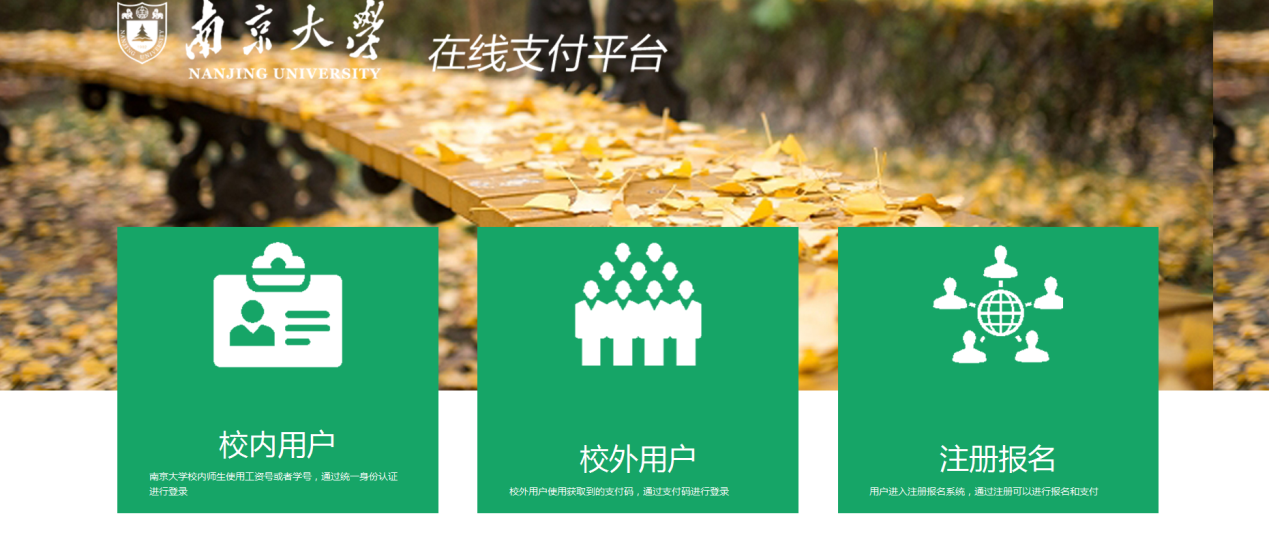 南京大學
NANJING UNIVERSITY
在线支付平台
校内用户
南京大学校内师生使用工资号或者学号，通过统一身份认证
进行登录
校外用户
校外用户使用获取到的支付码，通过支付码进行登录
注册报名
用户进入注册报名系统，通过注册可以进行报名和支付